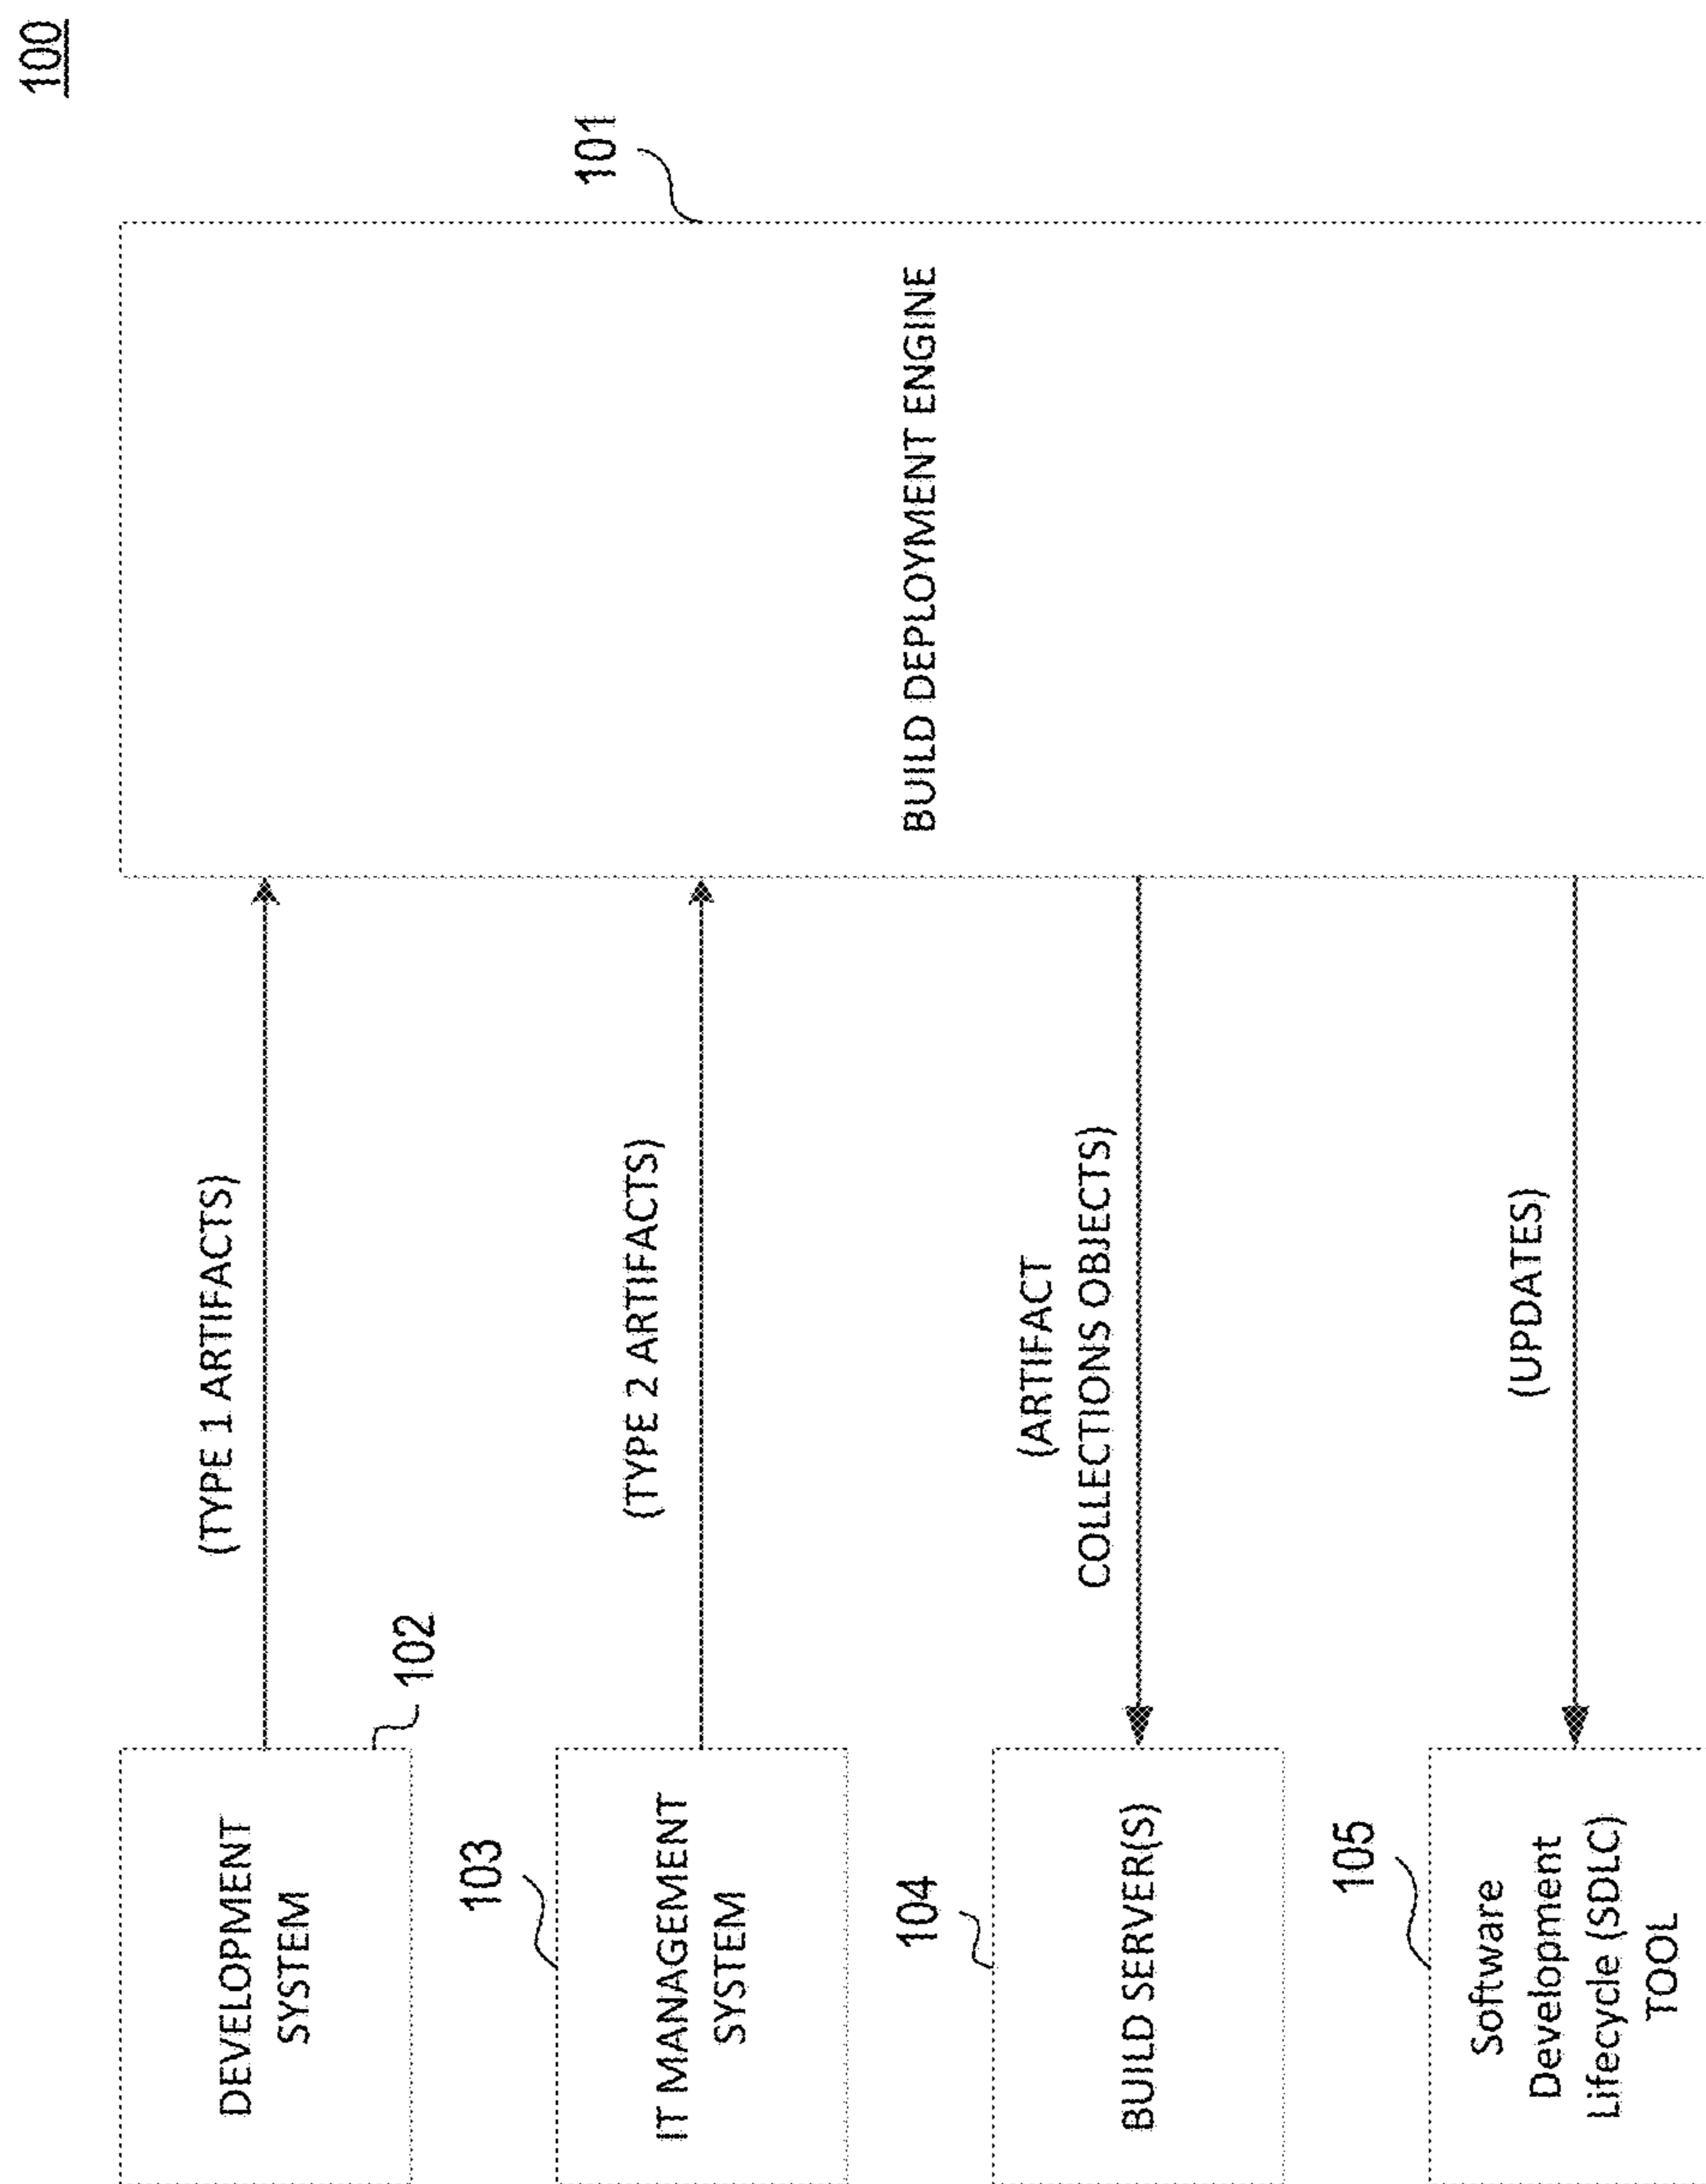 100
101
BUILD DEPLOYMENT ENGINE
(TYPE 1 ARTIFACTS)
(TYPE 2 ARTIFACTS)
(ARTIFACT
COLLECTIONS OBJECTS)
(UPDATES)
102
DEVELOPMENT
SYSTEM
103
IT MANAGEMENT
SYSTEM
104
BUILD SERVER(S)
105
Software
Development
Lifecycle (SDLC)
TOOL